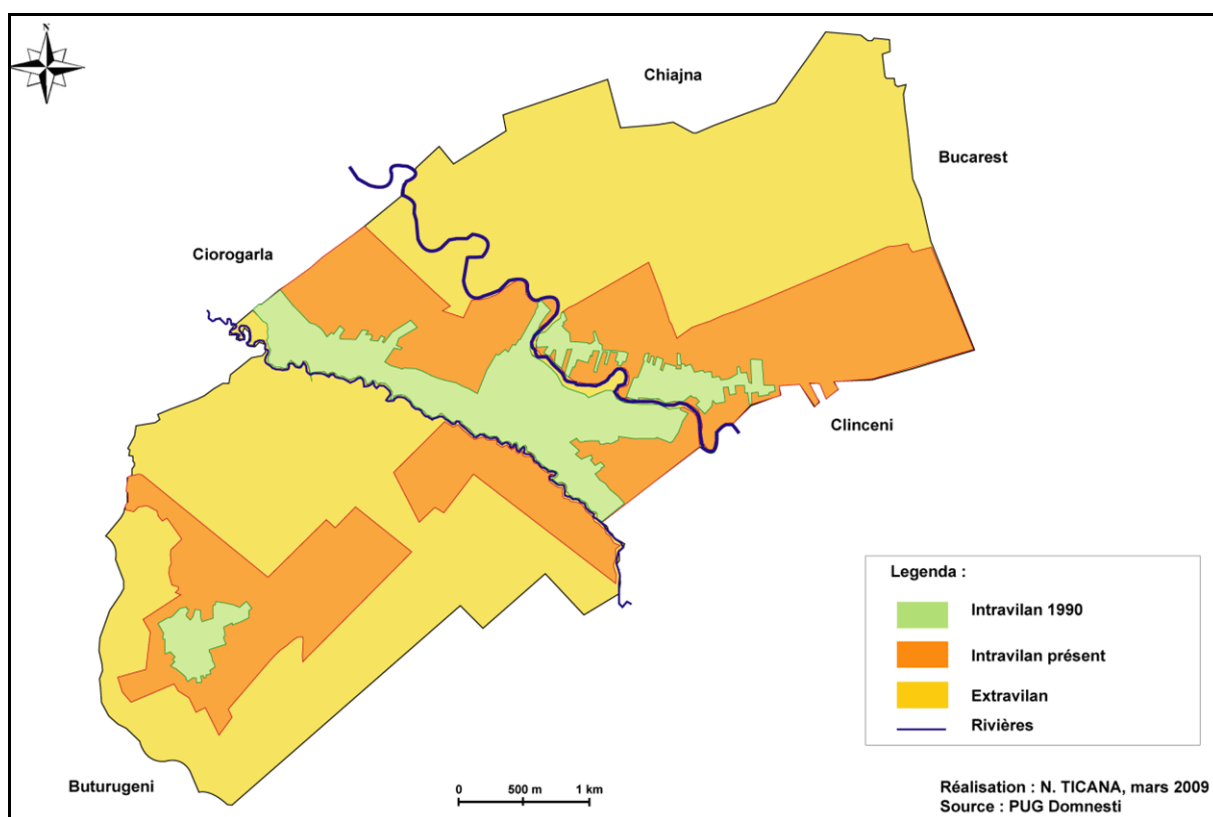 N
Chiajna
Bucarest
Ciorogarla
Clinceni
Buturugeni
0 500 m 1 km
Legenda :
Intravilan 1990
Intravilan présent
Extravilan
Rivières
Réalisation : N. TICANA, mars 2009
Source : PUG Domnesti